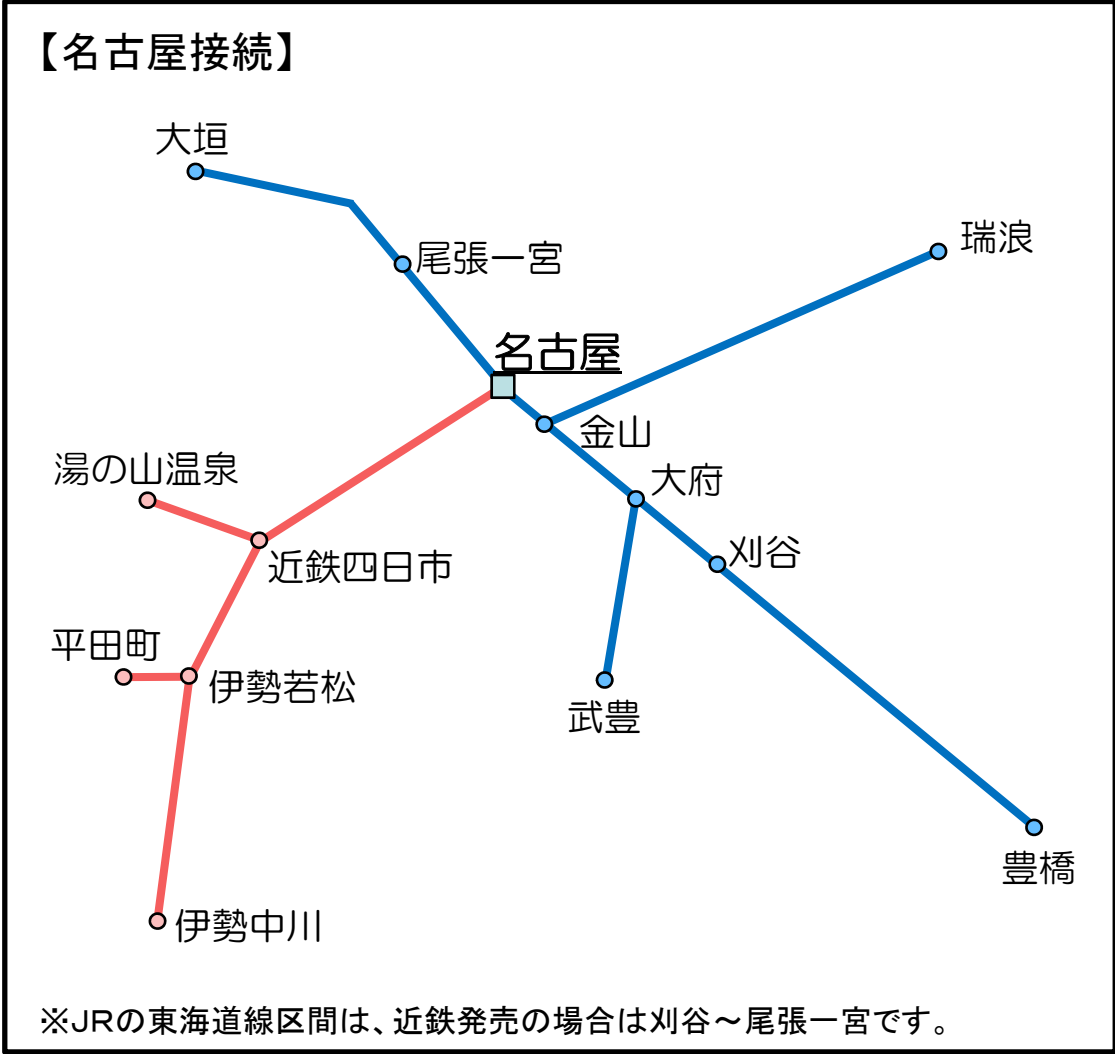 【名古屋接続】
大垣
尾張一宮
瑞浪
名古屋
金山
湯の山温泉
大府
刈谷
近鉄四日市
平田町
伊勢若松
武豊
豊橋
伊勢中川
※JRの東海道線区間は、近鉄発売の場合は刈谷~尾張一宮です。